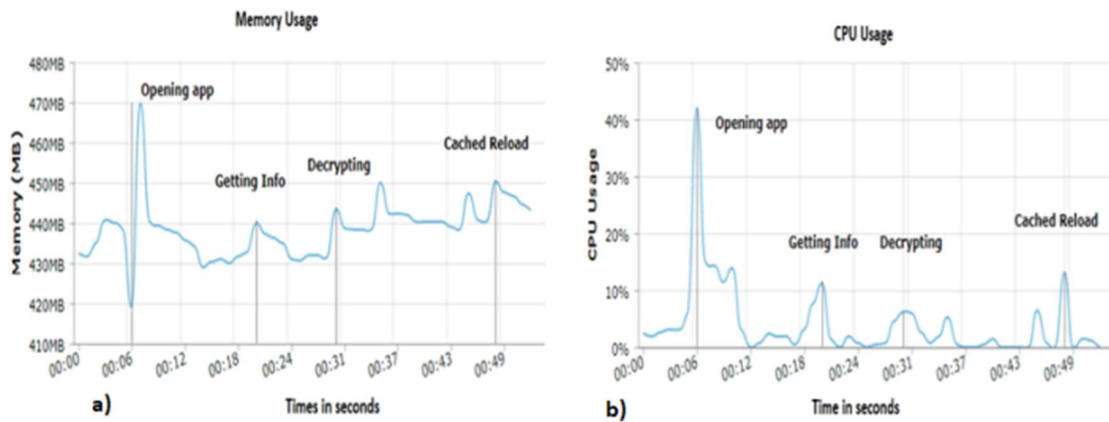 Memory Usage
480MB
470MB
460MB
450MB
440MB
430MB
420MB
410MB
Memory (MB)
Opening app
Getting Info
Decrypting
Cached Reload
00:00 00:06 00:12 00:18 00:24 00:31 00:37 00:43 00:49
a)
Times in seconds
CPU Usage
50%
40%
30%
20%
10%
0%
CPU Usage
Opening app
Getting Info
Decrypting
Cached Reload
00:00 00:06 00:12 00:18 00:24 00:31 00:37 00:43 00:49
b)
Time in seconds